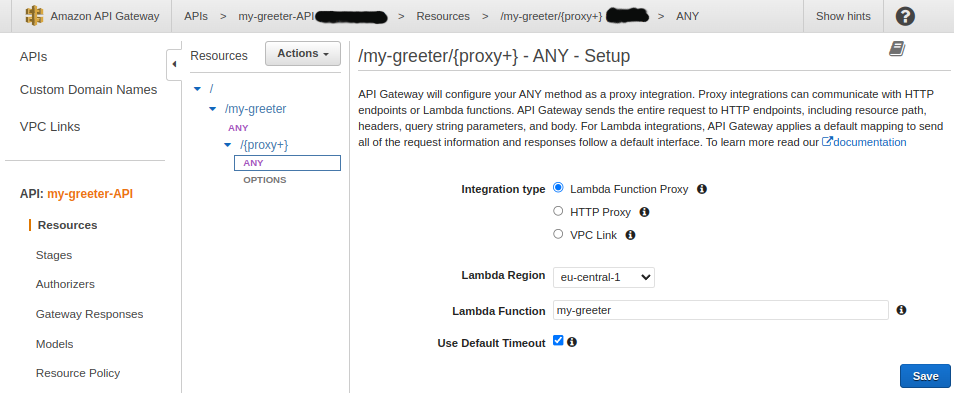 Amazon API Gateway APIs > my-greeter-API > Resources > /my-greeter/{proxy+} > ANY Show hints ?
APIs
Custom Domain Names
VPC Links
API: my-greeter-API
Resources
Stages
Authorizers
Gateway Responses
Models
Resource Policy
Resources Actions
/
/my-greeter
ANY
/{proxy+}
ANY
OPTIONS
/my-greeter/{proxy+} - ANY - Setup
API Gateway will configure your ANY method as a proxy integration. Proxy integrations can communicate with HTTP
endpoints or Lambda functions. API Gateway sends the entire request to HTTP endpoints, including resource path,
headers, query string parameters, and body. For Lambda integrations, API Gateway applies a default mapping to send
all of the request information and responses follow a default interface. To learn more read our documentation
Integration type Lambda Function Proxy
HTTP Proxy
VPC Link
Lambda Region eu-central-1
Lambda Function my-greeter
Use Default Timeout
Save